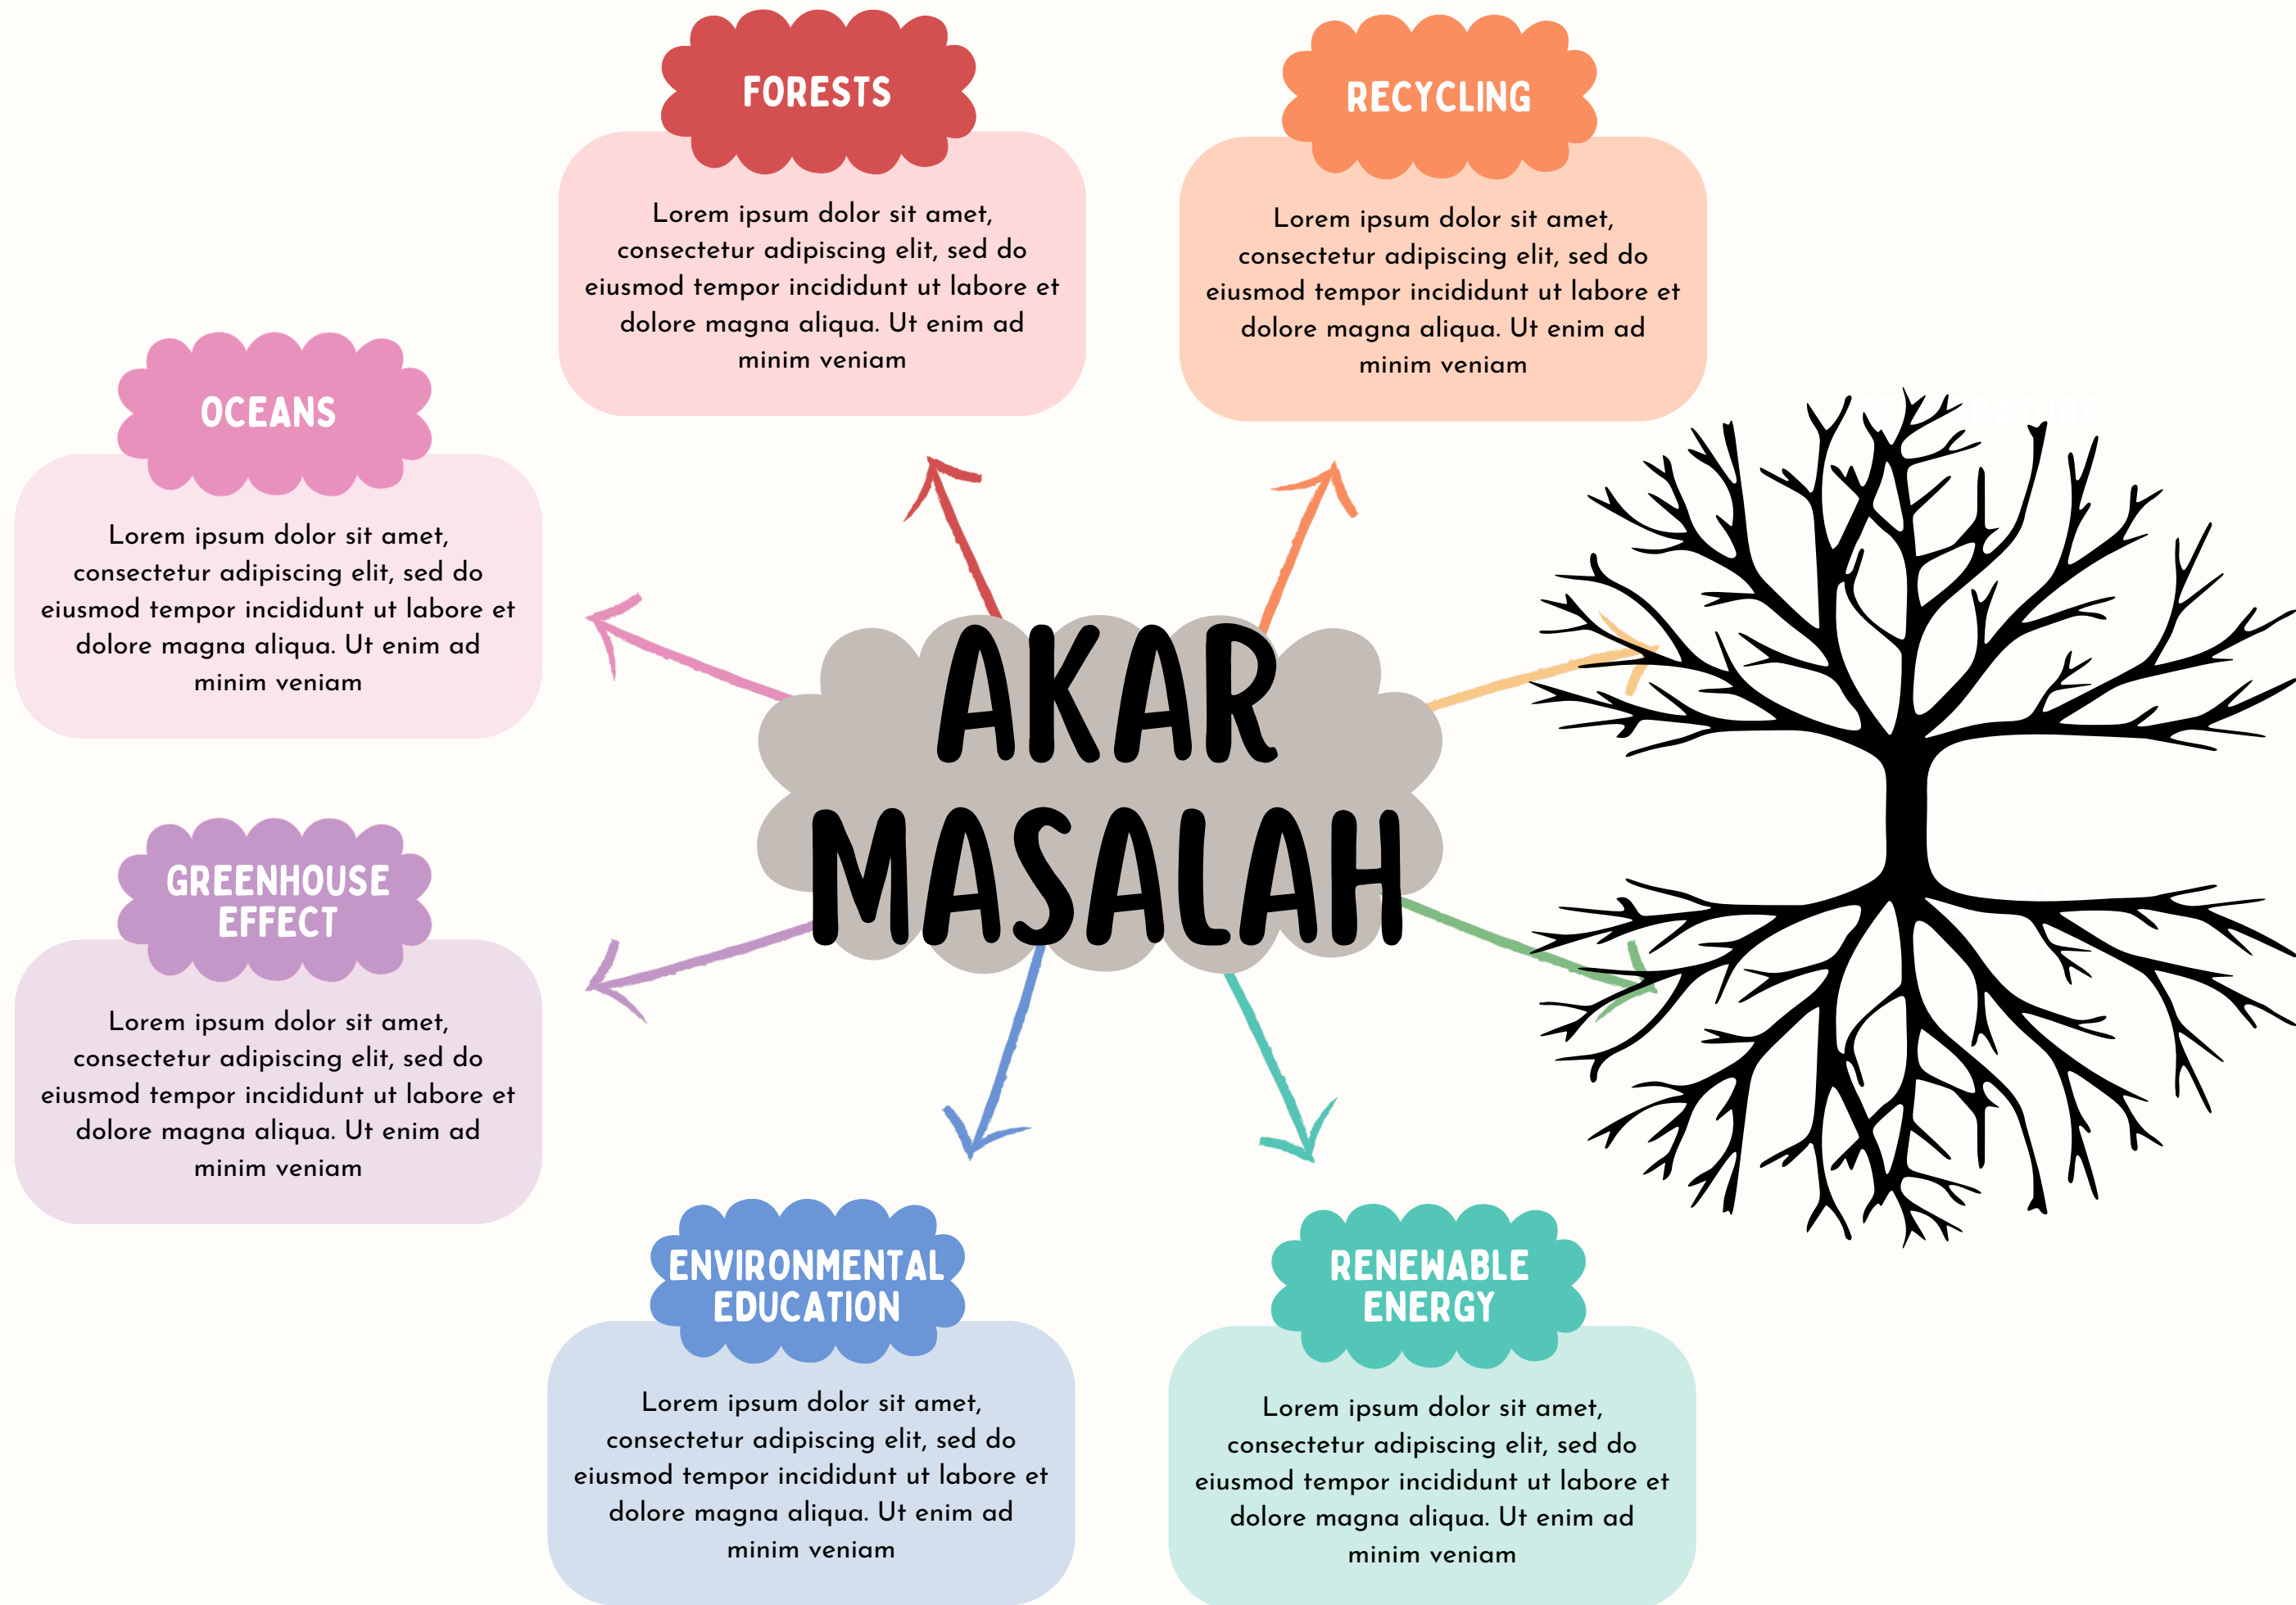 FORESTS
Lorem ipsum dolor sit amet,
consectetur adipiscing elit, sed do
eiusmod tempor incididunt ut labore et
dolore magna aliqua. Ut enim ad
minim veniam
RECYCLING
Lorem ipsum dolor sit amet,
consectetur adipiscing elit, sed do
eiusmod tempor incididunt ut labore et
dolore magna aliqua. Ut enim ad
minim veniam
OCEANS
Lorem ipsum dolor sit amet,
consectetur adipiscing elit, sed do
eiusmod tempor incididunt ut labore et
dolore magna aliqua. Ut enim ad
minim veniam
AKAR
MASALAH
GREENHOUSE
EFFECT
Lorem ipsum dolor sit amet,
consectetur adipiscing elit, sed do
eiusmod tempor incididunt ut labore et
dolore magna aliqua. Ut enim ad
minim veniam
ENVIRONMENTAL
EDUCATION
Lorem ipsum dolor sit amet,
consectetur adipiscing elit, sed do
eiusmod tempor incididunt ut labore et
dolore magna aliqua. Ut enim ad
minim veniam
RENEWABLE
ENERGY
Lorem ipsum dolor sit amet,
consectetur adipiscing elit, sed do
eiusmod tempor incididunt ut labore et
dolore magna aliqua. Ut enim ad
minim veniam